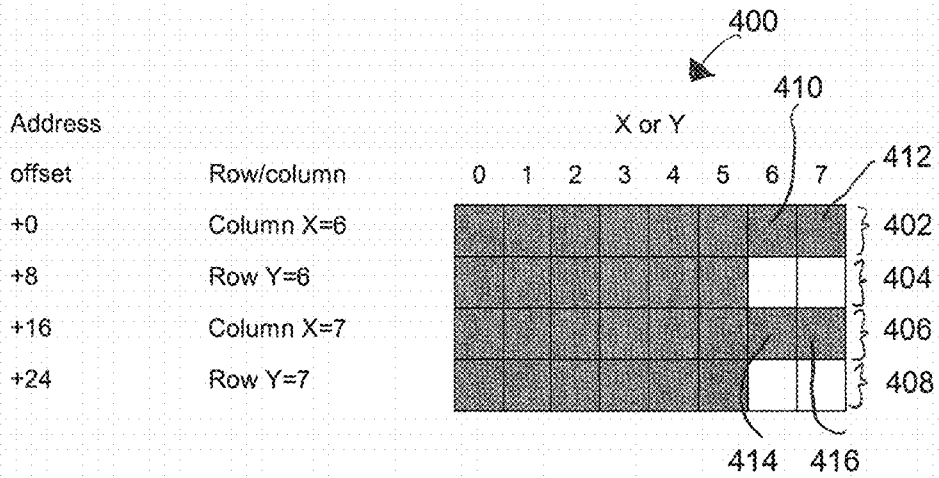 400
410
Address X or Y
412
offset Row/column 0 1 2 3 4 5 6 7
+0 Column X=6 402
+8 Row Y=6 404
+16 Column X=7 406
+24 Row Y=7 408
414 416